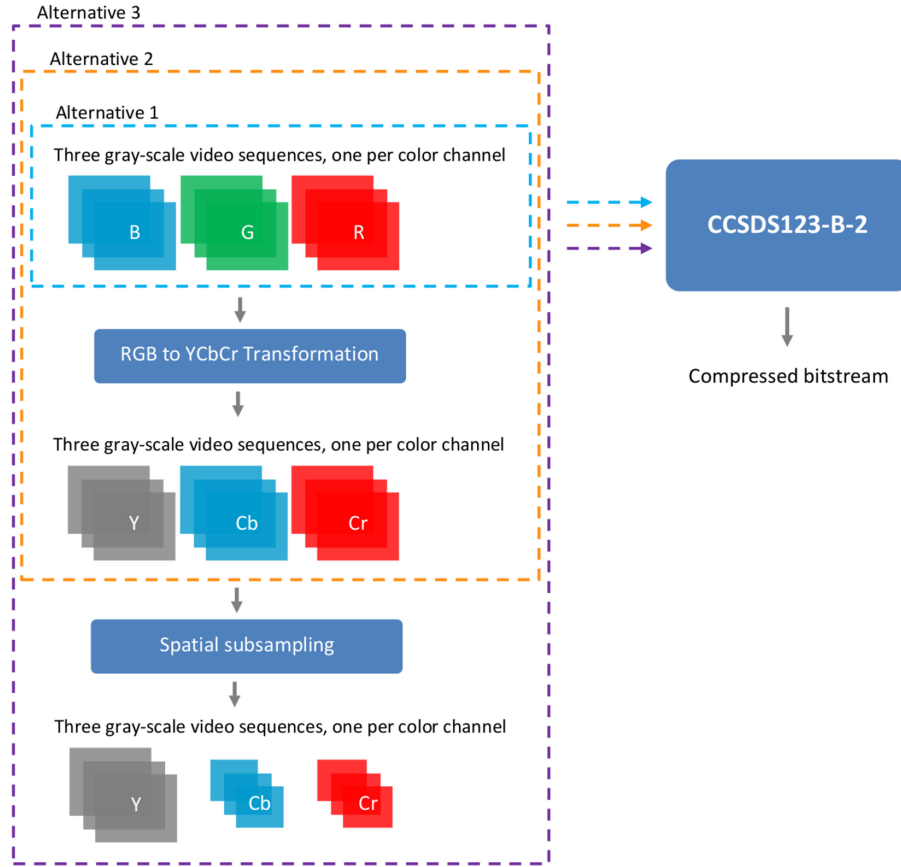 Alternative 3
Alternative 2
Alternative 1
Three gray-scale video sequences, one per color channel
B
G
R
CCSDS123-B-2
RGB to YCbCr Transformation
Compressed bitstream
Three gray-scale video sequences, one per color channel
Y
Cb
Cr
Spatial subsampling
Three gray-scale video sequences, one per color channel
Y
Cb
Cr